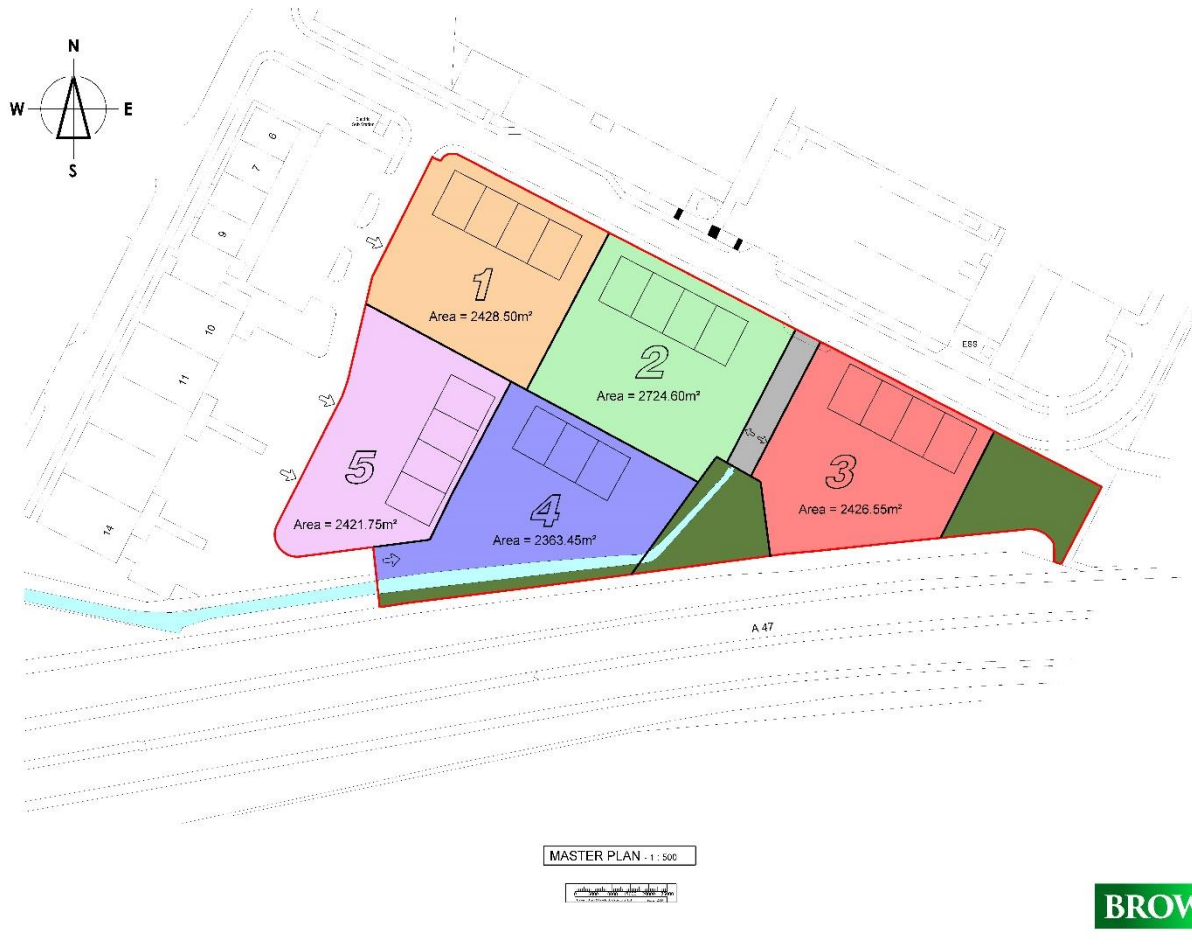 N
W E
S
6
7
9
10
11
14
1
Area = 2428.50m²
2
Area = 2724.60m²
ESS
3
Area = 2426.55m²
5
Area = 2421.75m²
4
Area = 2363.45m²
A 47
MASTER PLAN - 1 : 500
BROW